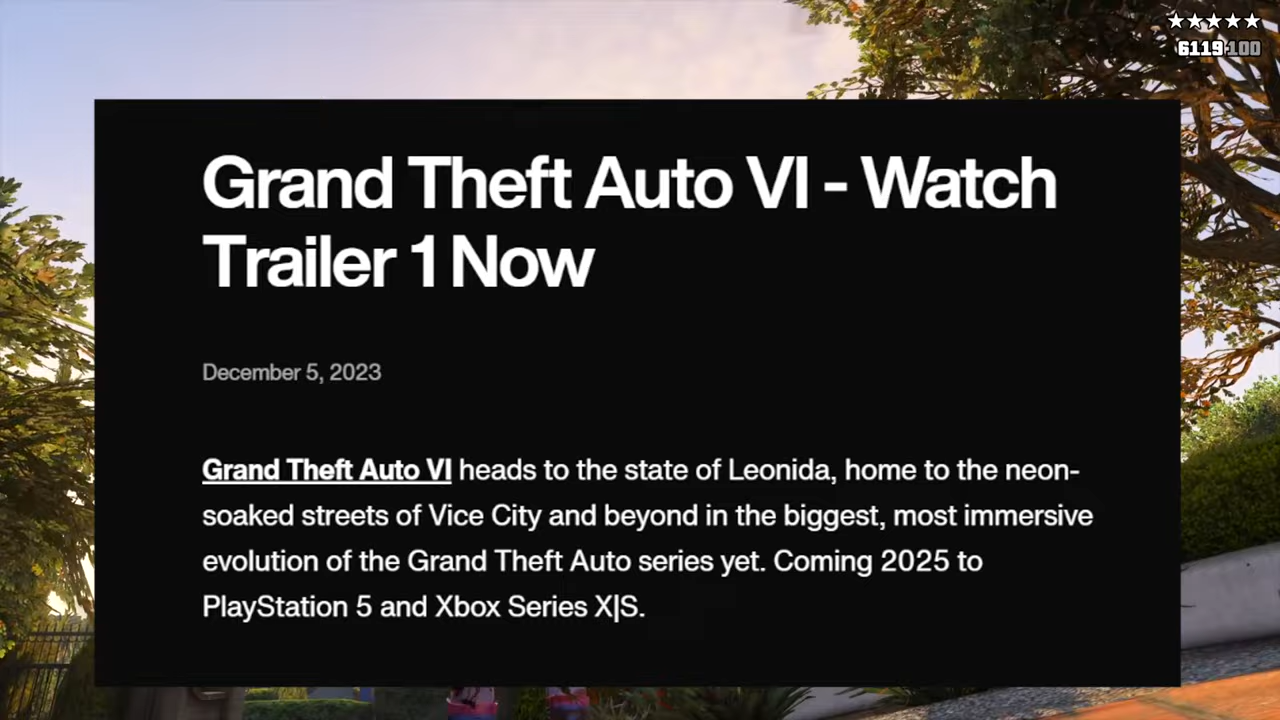 ★★★★★
6119-100
Grand Theft Auto VI - Watch
Trailer 1 Now
December 5, 2023
Grand Theft Auto VI heads to the state of Leonida, home to the neon-
soaked streets of Vice City and beyond in the biggest, most immersive
evolution of the Grand Theft Auto series yet. Coming 2025 to
PlayStation 5 and Xbox Series X|S.